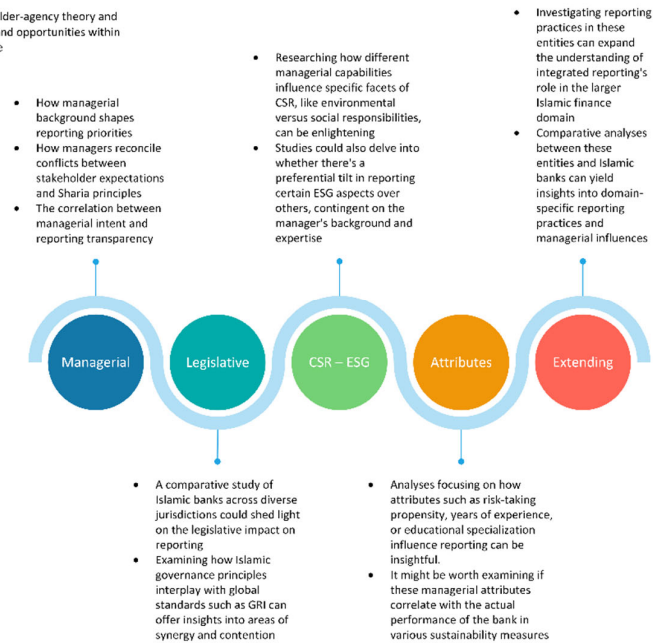 lder-agency theory and
nd opportunities within
e
• How managerial
background shapes
reporting priorities
• How managers reconcile
conflicts between
stakeholder expectations
and Sharia principles
• The correlation between
managerial intent and
reporting transparency
• Researching how different
managerial capabilities
influence specific facets of
CSR, like environmental
versus social responsibilities,
can be enlightening
• Studies could also delve into
whether there's a
preferential tilt in reporting
certain ESG aspects over
others, contingent on the
manager's background and
expertise
• Investigating reporting
practices in these
entities can expand
the understanding of
integrated reporting's
role in the larger
Islamic finance
domain
• Comparative analyses
between these
entities and Islamic
banks can yield
insights into domain-
specific reporting
practices and
managerial influences
Managerial
Legislative
CSR – ESG
Attributes
Extending
• A comparative study of
Islamic banks across diverse
jurisdictions could shed light
on the legislative impact on
reporting
• Examining how Islamic
governance principles
interplay with global
standards such as GRI can
offer insights into areas of
synergy and contention
• Analyses focusing on how
attributes such as risk-taking
propensity, years of experience,
or educational specialization
influence reporting can be
insightful.
• It might be worth examining if
these managerial attributes
correlate with the actual
performance of the bank in
various sustainability measures